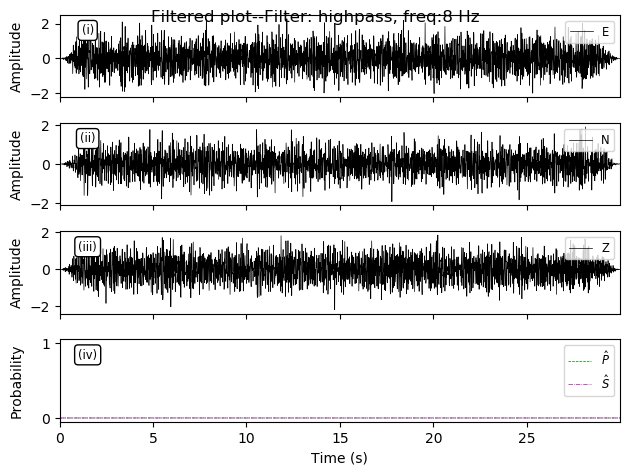 Filtered plot--Filter: highpass, freq:8 Hz
Amplitude
2
0
−2
(i)
E
Amplitude
2
0
−2
(ii)
N
Amplitude
2
0
−2
(iii)
Z
Probability
1
0
(iv)
P̂
Ŝ
0 5 10 15 20 25
Time (s)